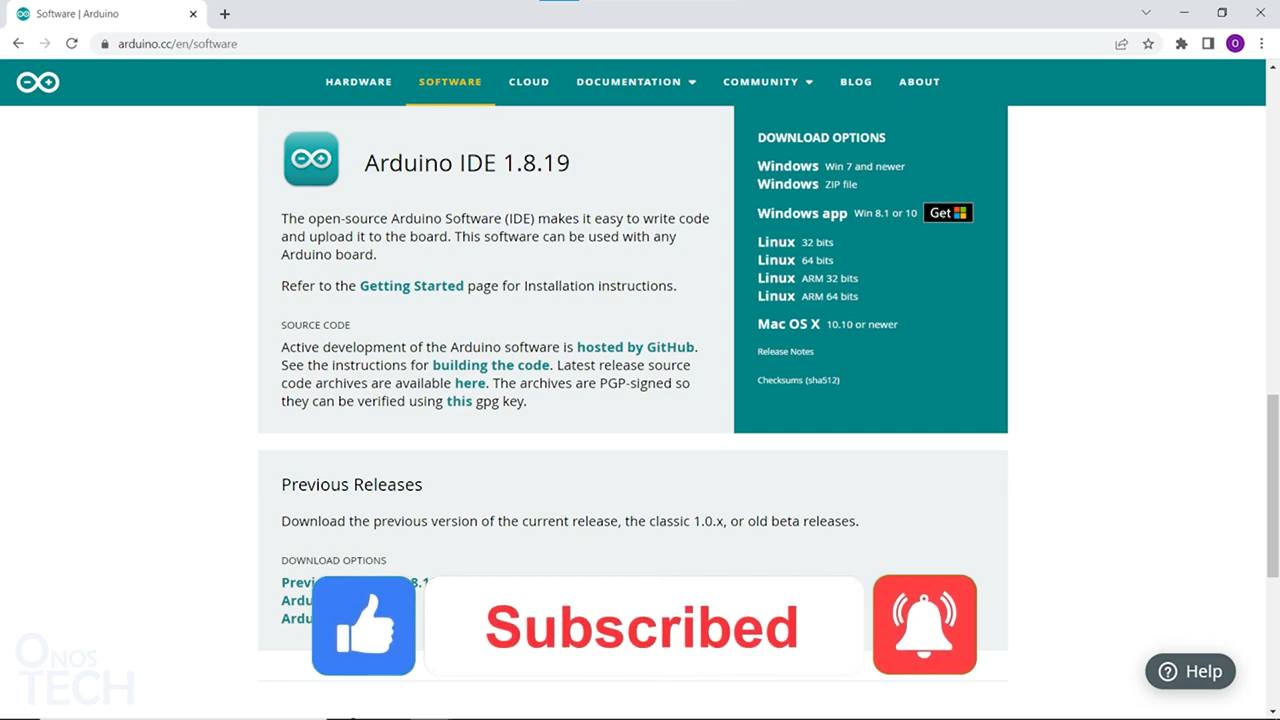 Software | Arduino
arduino.cc/en/software
O
HARDWARE SOFTWARE CLOUD DOCUMENTATION COMMUNITY BLOG ABOUT
Arduino IDE 1.8.19
The open-source Arduino Software (IDE) makes it easy to write code
and upload it to the board. This software can be used with any
Arduino board.
Refer to the Getting Started page for Installation instructions.
SOURCE CODE
Active development of the Arduino software is hosted by GitHub.
See the instructions for building the code. Latest release source
code archives are available here. The archives are PGP-signed so
they can be verified using this gpg key.
DOWNLOAD OPTIONS
Windows Win 7 and newer
Windows ZIP file
Windows app Win 8.1 or 10 Get
Linux 32 bits
Linux 64 bits
Linux ARM 32 bits
Linux ARM 64 bits
Mac OS X 10.10 or newer
Release Notes
Checksums (sha512)
Previous Releases
Download the previous version of the current release, the classic 1.0.x, or old beta releases.
DOWNLOAD OPTIONS
Subscribed
Help
ONOS
TECH